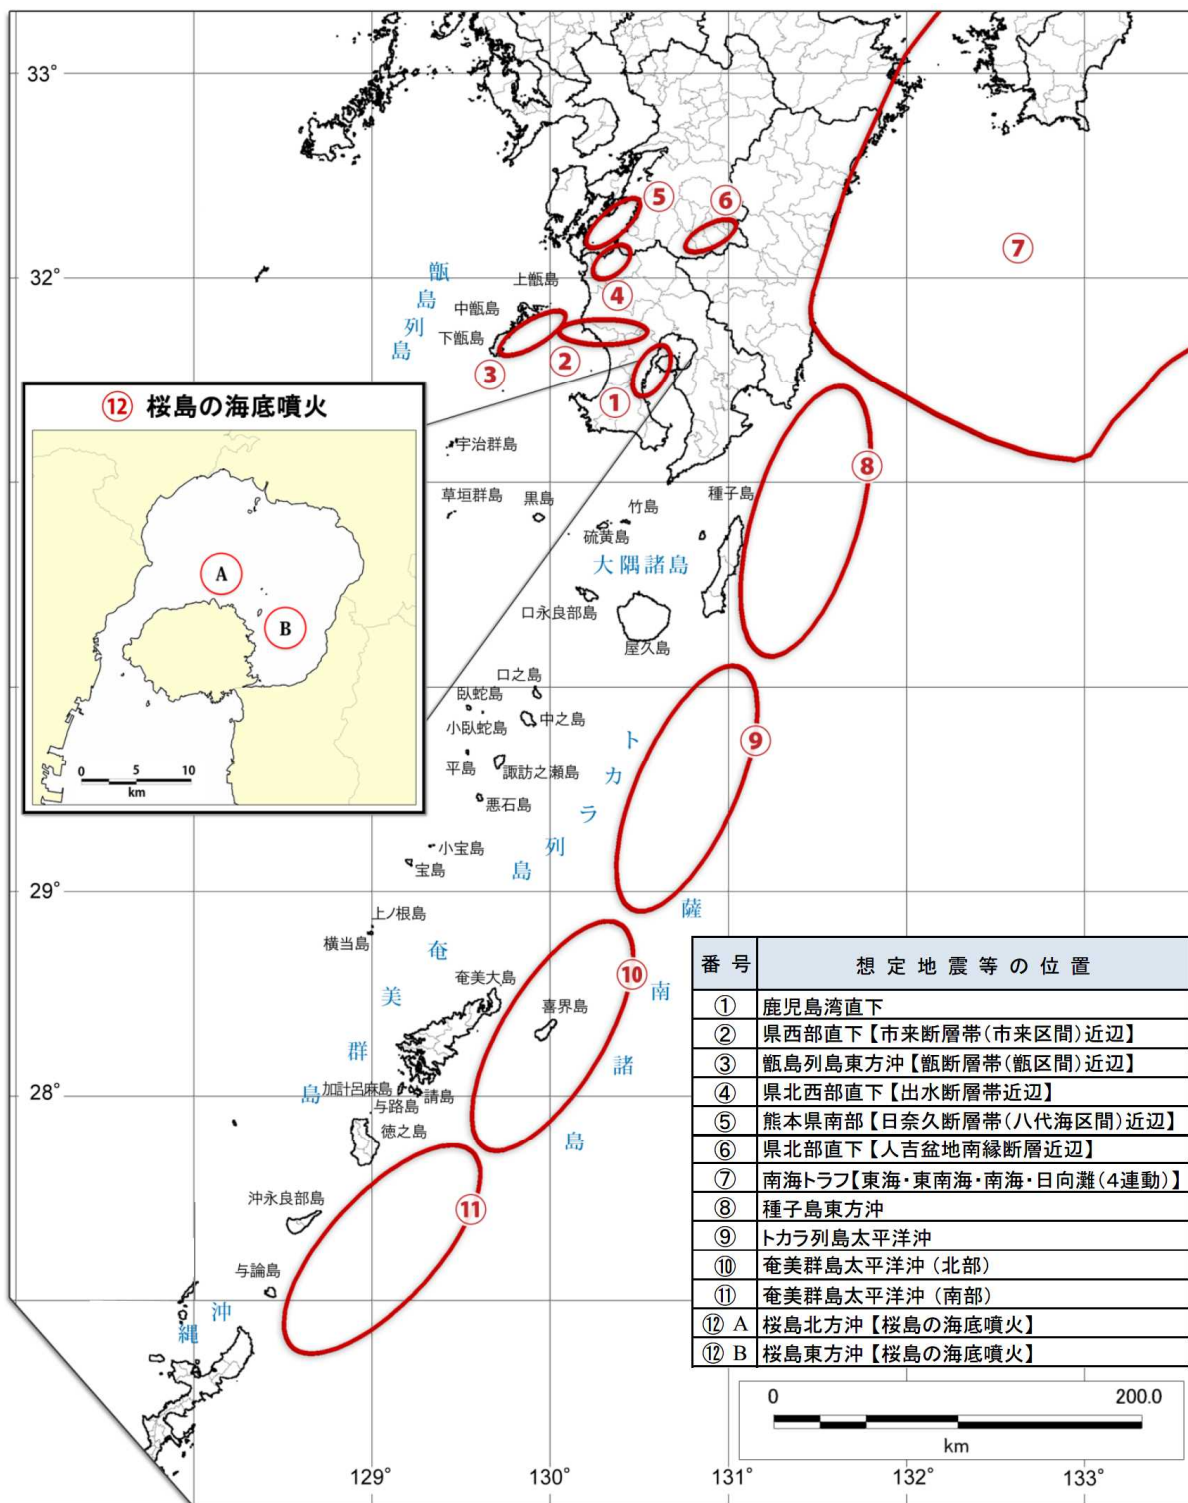 33°
32°
29°
28°
⑤
⑥
⑦
④
②
③
①
⑧
⑨
⑩
⑪
甑島列島
上甑島
中甑島
下甑島
⑫ 桜島の海底噴火
A
B
0 5 10
km
宇治群島
草垣群島
黒島
竹島
硫黄島
種子島
大隅諸島
口永良部島
屋久島
口之島
臥蛇島
小臥蛇島
中之島
平島
諏訪之瀬島
悪石島
小宝島
宝島
トカラ列島
上ノ根島
横当島
奄美群島
奄美大島
喜界島
加計呂麻島
請島
与路島
徳之島
薩南諸島
沖永良部島
与論島
沖縄
番号 想定地震等の位置
① 鹿児島湾直下
② 県西部直下【市来断層帯(市来区間)近辺】
③ 甑島列島東方沖【甑断層帯(甑区間)近辺】
④ 県北西部直下【出水断層帯近辺】
⑤ 熊本県南部【日奈久断層帯(八代海区間)近辺】
⑥ 県北部直下【人吉盆地南縁断層近辺】
⑦ 南海トラフ【東海・東南海・南海・日向灘(4連動)】
⑧ 種子島東方沖
⑨ トカラ列島太平洋沖
⑩ 奄美群島太平洋沖(北部)
⑪ 奄美群島太平洋沖(南部)
⑫ A 桜島北方沖【桜島の海底噴火】
⑫ B 桜島東方沖【桜島の海底噴火】
0 200.0
km
129° 130° 131° 132° 133°